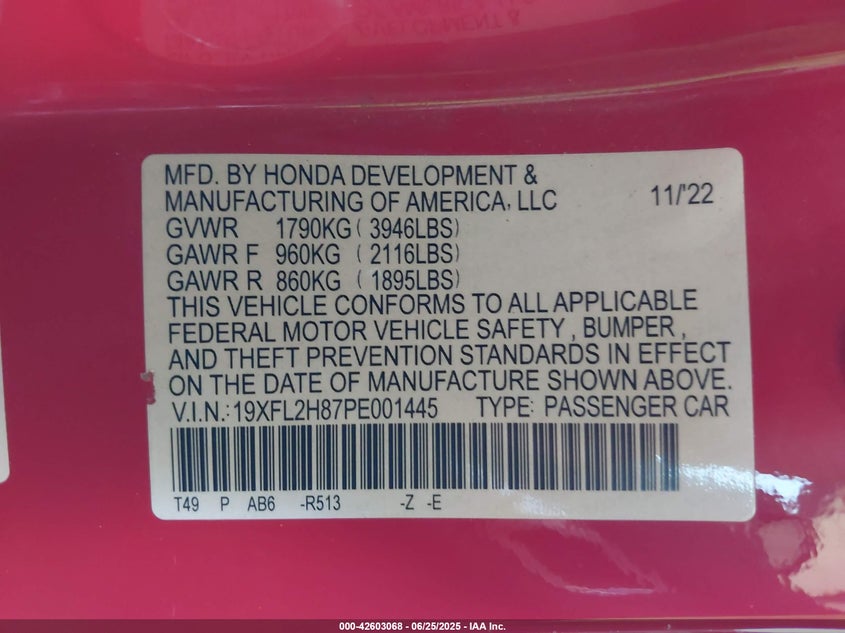 MFD. BY HONDA DEVELOPMENT &
MANUFACTURING OF AMERICA, LLC 11/'22
GVWR 1790KG ( 3946LBS)
GAWR F 960KG ( 2116LBS)
GAWR R 860KG ( 1895LBS)
THIS VEHICLE CONFORMS TO ALL APPLICABLE
FEDERAL MOTOR VEHICLE SAFETY , BUMPER ,
AND THEFT PREVENTION STANDARDS IN EFFECT
ON THE DATE OF MANUFACTURE SHOWN ABOVE.
V.I.N.: 19XFL2H87PE001445 TYPE: PASSENGER CAR
T49 P AB6 -R513 -Z -E
000-42603068 - 06/25/2025 - IAA Inc.